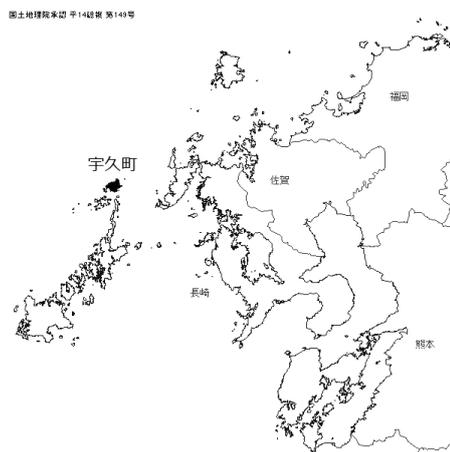 国土地理院承認 平14総複 第149号
福岡
宇久町
佐賀
長崎
熊本